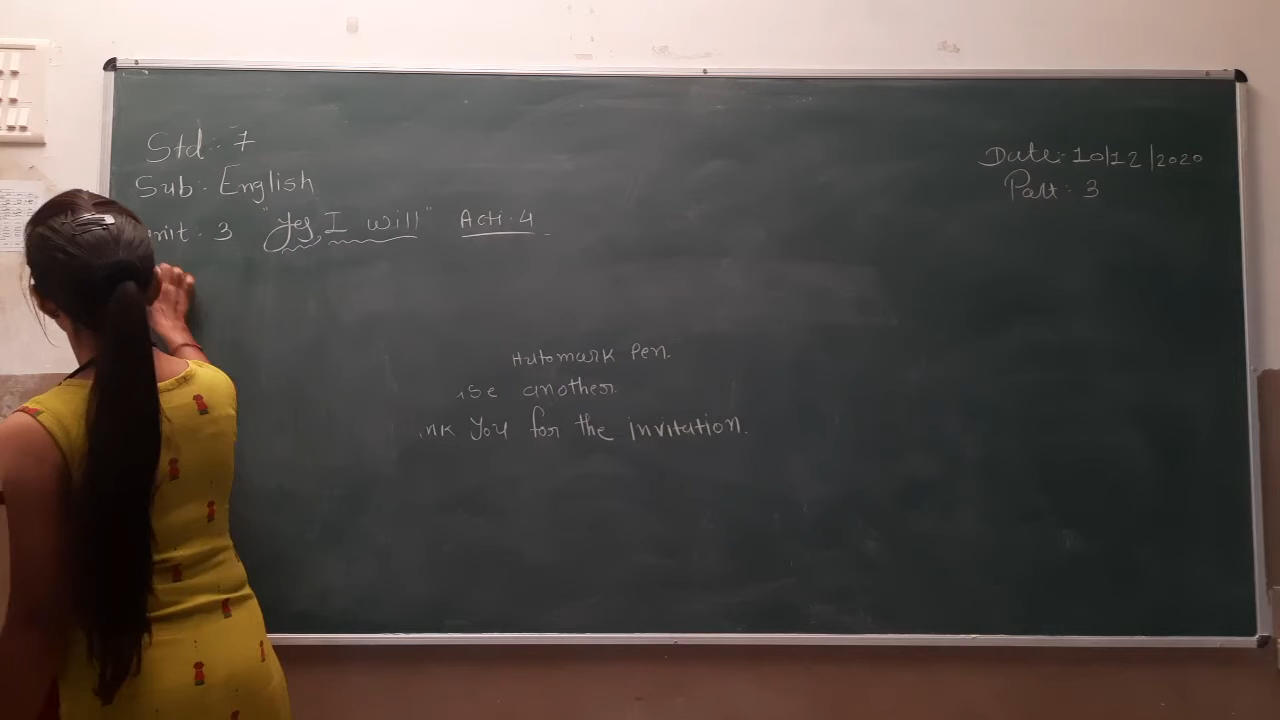 Std :- 7
Sub :- English
Unit - 3 "Yes, I will" Acti - 4
Date :- 10/12/2020
Part : 3
Pen.
another.
You for the invitation.